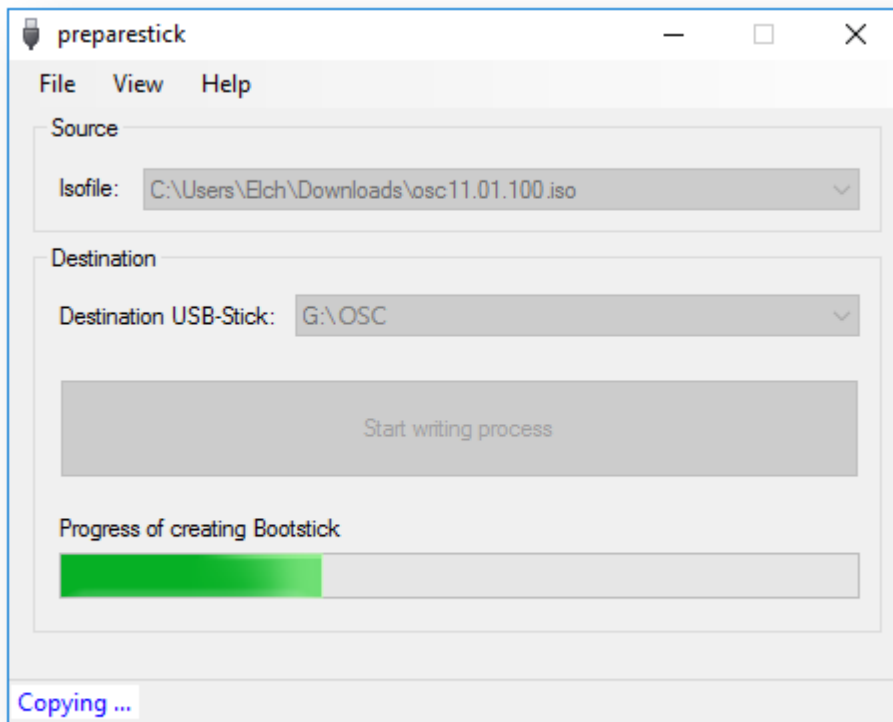 preparestick
File View Help
Source
Isofile: C:\Users\Elch\Downloads\osc11.01.100.iso
Destination
Destination USB-Stick: G:\OSC
Start writing process
Progress of creating Bootstick
Copying ...